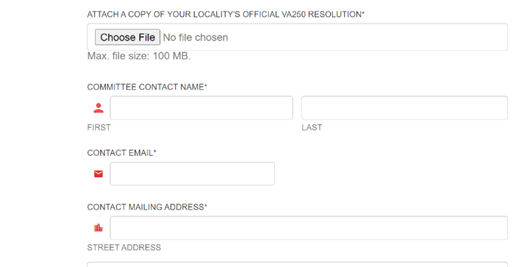 ATTACH A COPY OF YOUR LOCALITY'S OFFICIAL VA250 RESOLUTION*
Choose File No file chosen
Max. file size: 100 MB.
COMMITTEE CONTACT NAME*
FIRST LAST
CONTACT EMAIL*
CONTACT MAILING ADDRESS*
STREET ADDRESS